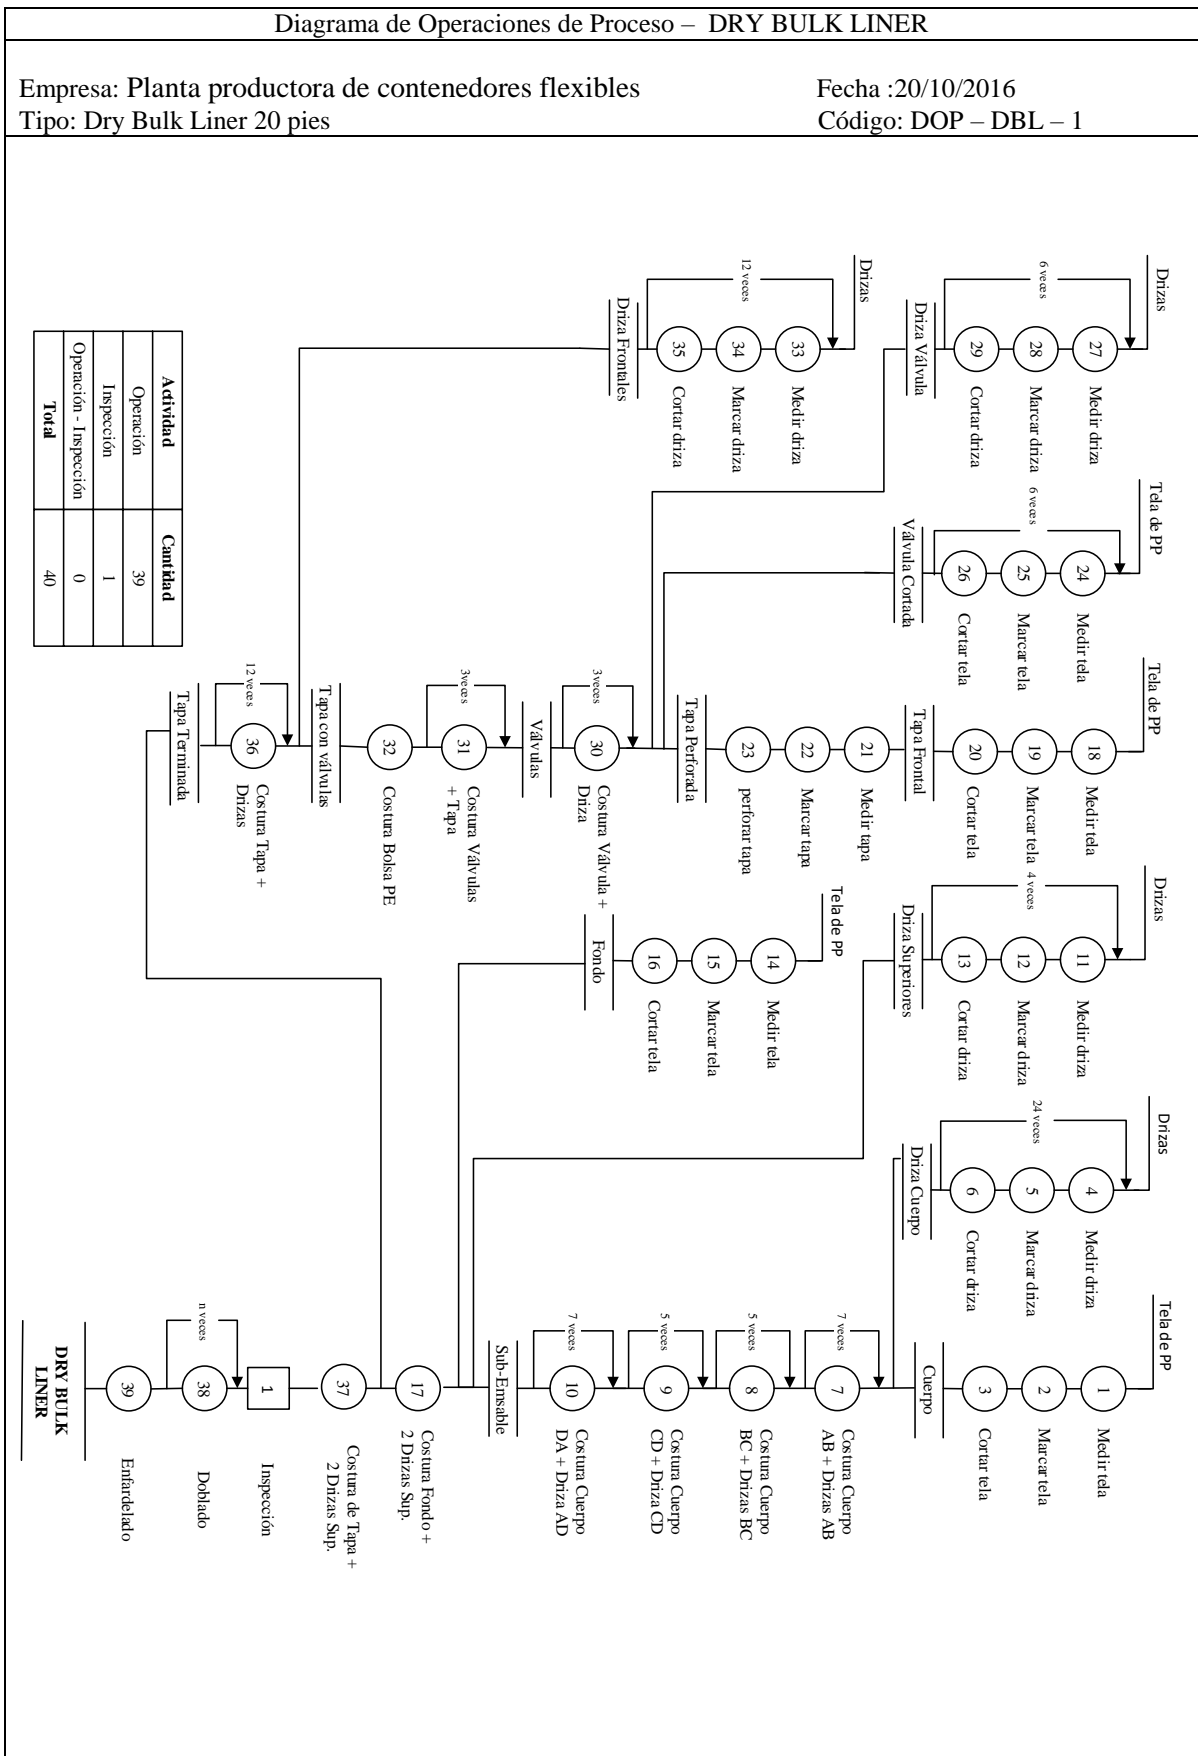 Diagrama de Operaciones de Proceso – DRY BULK LINER
Empresa: Planta productora de contenedores flexibles
Fecha :20/10/2016
Tipo: Dry Bulk Liner 20 pies
Código: DOP – DBL – 1
Tela de PP
1
Medir tela
2
Marcar tela
3
Cortar tela
Cuerpo
Drizas
24 veces
4
Medir driza
5
Marcar driza
6
Cortar driza
Driza Cuerpo
7 veces
7
Costura Cuerpo
AB + Drizas AB
5 veces
8
Costura Cuerpo
BC + Drizas BC
5 veces
9
Costura Cuerpo
CD + Driza CD
7 veces
10
Costura Cuerpo
DA + Driza AD
Sub-Ensable
Drizas
4 veces
11
Medir driza
12
Marcar driza
13
Cortar driza
Driza Superiores
Tela de PP
14
Medir tela
15
Marcar tela
16
Cortar tela
Fondo
17
Costura Fondo +
2 Drizas Sup.
Tela de PP
18
Medir tela
19
Marcar tela
20
Cortar tela
Tapa Frontal
21
Medir tapa
22
Marcar tapa
23
perforar tapa
Tapa Perforada
Tela de PP
6 veces
24
Medir tela
25
Marcar tela
26
Cortar tela
Válvula Cortada
Drizas
6 veces
27
Medir driza
28
Marcar driza
29
Cortar driza
Driza Válvula
3 veces
30
Costura Válvula +
Driza
Válvulas
3 veces
31
Costura Válvulas
+ Tapa
32
Costura Bolsa PE
Tapa con válvulas
Drizas
12 veces
33
Medir driza
34
Marcar driza
35
Cortar driza
Driza Frontales
12 veces
36
Costura Tapa +
Drizas
Tapa Terminada
37
Costura de Tapa +
2 Drizas Sup.
1
Inspección
n veces
38
Doblado
39
Enfardelado
DRY BULK
LINER
Actividad Cantidad
Operación 39
Inspección 1
Operación - Inspección 0
Total 40